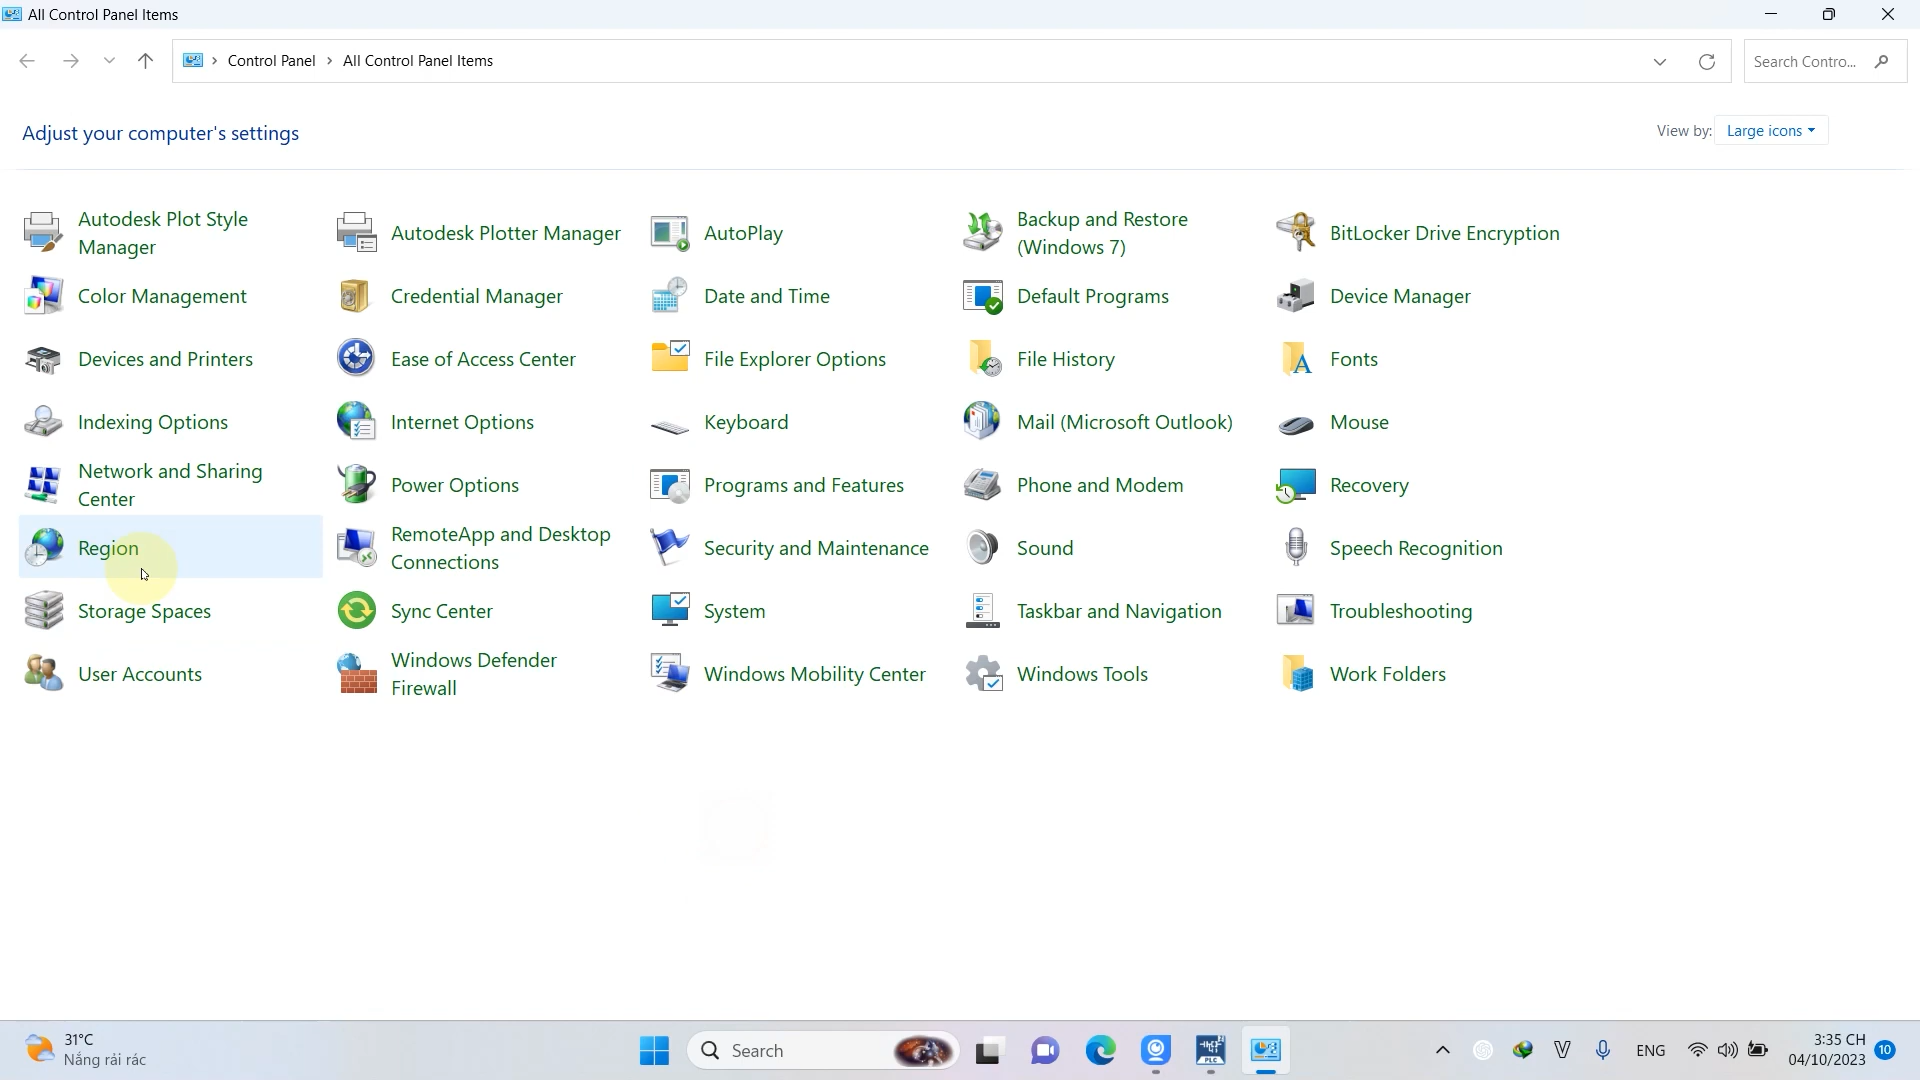 All Control Panel Items
Control Panel
All Control Panel Items
Search Contro...
Adjust your computer's settings
View by:
Large icons
Autodesk Plot Style
Manager
Autodesk Plotter Manager
AutoPlay
Backup and Restore
(Windows 7)
BitLocker Drive Encryption
Color Management
Credential Manager
Date and Time
Default Programs
Device Manager
Devices and Printers
Ease of Access Center
File Explorer Options
File History
Fonts
Indexing Options
Internet Options
Keyboard
Mail (Microsoft Outlook)
Mouse
Network and Sharing
Center
Power Options
Programs and Features
Phone and Modem
Recovery
Region
RemoteApp and Desktop
Connections
Security and Maintenance
Sound
Speech Recognition
Storage Spaces
Sync Center
System
Taskbar and Navigation
Troubleshooting
User Accounts
Windows Defender
Firewall
Windows Mobility Center
Windows Tools
Work Folders
31°C
Nắng rải rác
Search
PLC
V
ENG
3:35 CH
04/10/2023
10